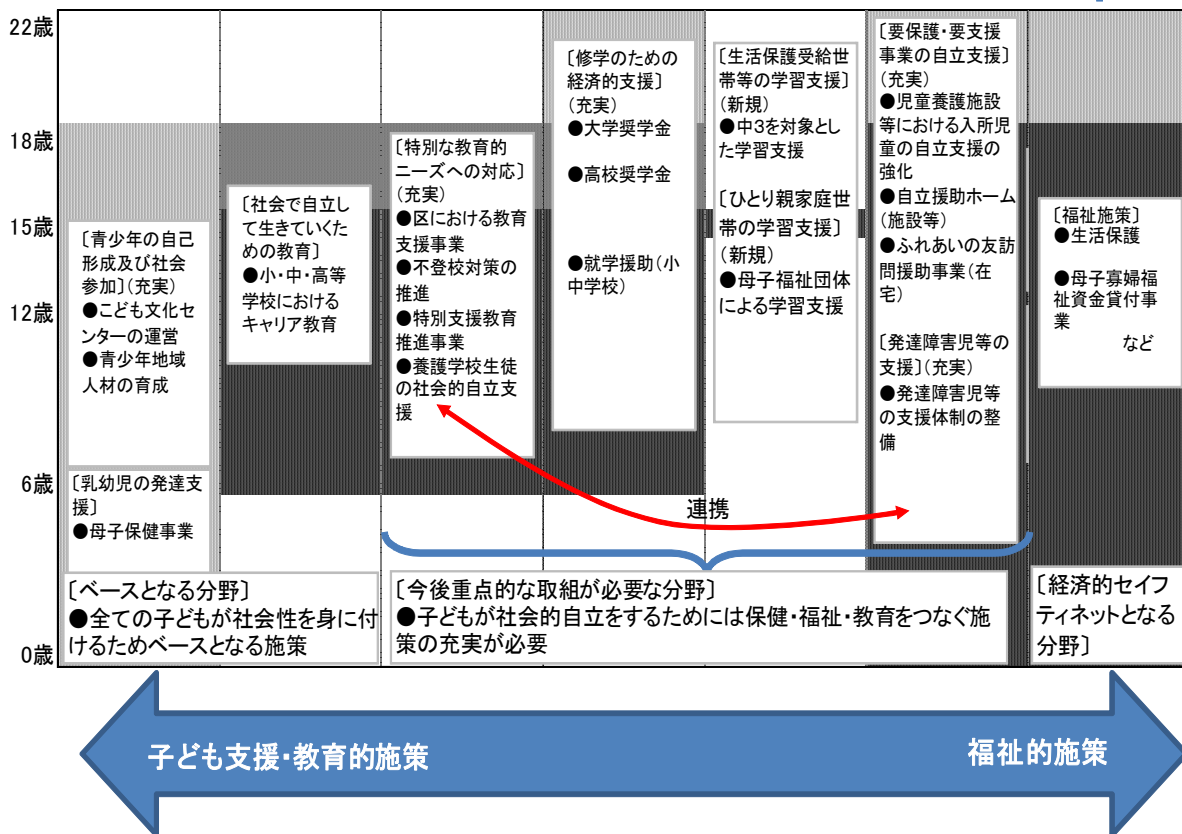 22歳
18歳
15歳
12歳
6歳
0歳
〔青少年の自己
形成及び社会
参加〕(充実)
●こども文化セ
ンターの運営
●青少年地域
人材の育成
〔乳幼児の発達支
援〕
●母子保健事業
〔社会で自立し
て生きていくた
めの教育〕
●小・中・高等
学校における
キャリア教育
〔特別な教育的
ニーズへの対応〕
(充実)
●区における教育
支援事業
●不登校対策の
推進
●特別支援教育
推進事業
●養護学校生徒
の社会的自立支
援
〔修学のための
経済的支援〕
(充実)
●大学奨学金
●高校奨学金
●就学援助(小
中学校)
〔生活保護受給世
帯等の学習支援〕
(新規)
●中3を対象とし
た学習支援
〔ひとり親家庭世
帯の学習支援〕
(新規)
●母子福祉団体
による学習支援
〔要保護・要支援
事業の自立支援〕
(充実)
●児童養護施設
等における入所児
童の自立支援の
強化
●自立援助ホーム
(施設等)
●ふれあいの友訪
問援助事業(在
宅)
〔発達障害児等の
支援〕(充実)
●発達障害児等
の支援体制の整
備
〔福祉施策〕
●生活保護
●母子寡婦福
祉資金貸付事
業
など
連携
〔ベースとなる分野〕
●全ての子どもが社会性を身に付
けるためベースとなる施策
〔今後重点的な取組が必要な分野〕
●子どもが社会的自立をするためには保健・福祉・教育をつなぐ施
策の充実が必要
〔経済的セイフ
ティネットとなる
分野〕
子ども支援・教育的施策
福祉的施策